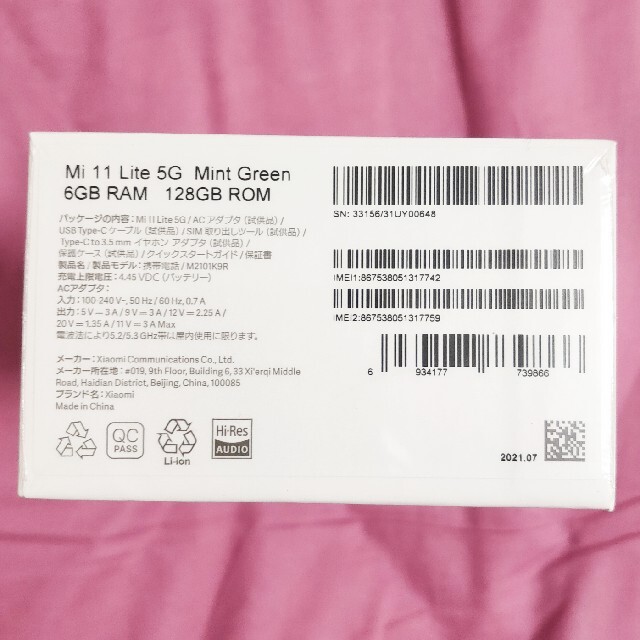 Mi 11 Lite 5G Mint Green
6GB RAM 128GB ROM
パッケージの内容：Mi 11 Lite 5G / AC アダプタ（試供品）/
USB Type-C ケーブル（試供品）/ SIM 取り出しツール（試供品）/
Type-C to 3.5 mm イヤホン アダプタ（試供品）/
保護ケース（試供品）/ クイックスタートガイド / 保証書
製品名 / 製品モデル：携帯電話 / M2101K9R
充電上限電圧：4.45 VDC（バッテリー）
ACアダプタ：
入力：100-240 V~, 50 Hz / 60 Hz, 0.7 A
出力：5 V⎓3 A / 9 V⎓3 A / 12 V⎓2.25 A /
20 V⎓1.35 A / 11 V⎓3 A Max
電波法により5.2/5.3 GHz帯は屋内使用に限ります。
メーカー：Xiaomi Communications Co., Ltd.
メーカー所在地：#019, 9th Floor, Building 6, 33 Xi'erqi Middle
Road, Haidian District, Beijing, China, 100085
ブランド名：Xiaomi
Made in China
QC
PASS
Li-ion
Hi-Res
AUDIO
SN: 33156/31UY00648
IMEI1:867538051317742
IMEI2:867538051317759
6 934177 739866
2021.07